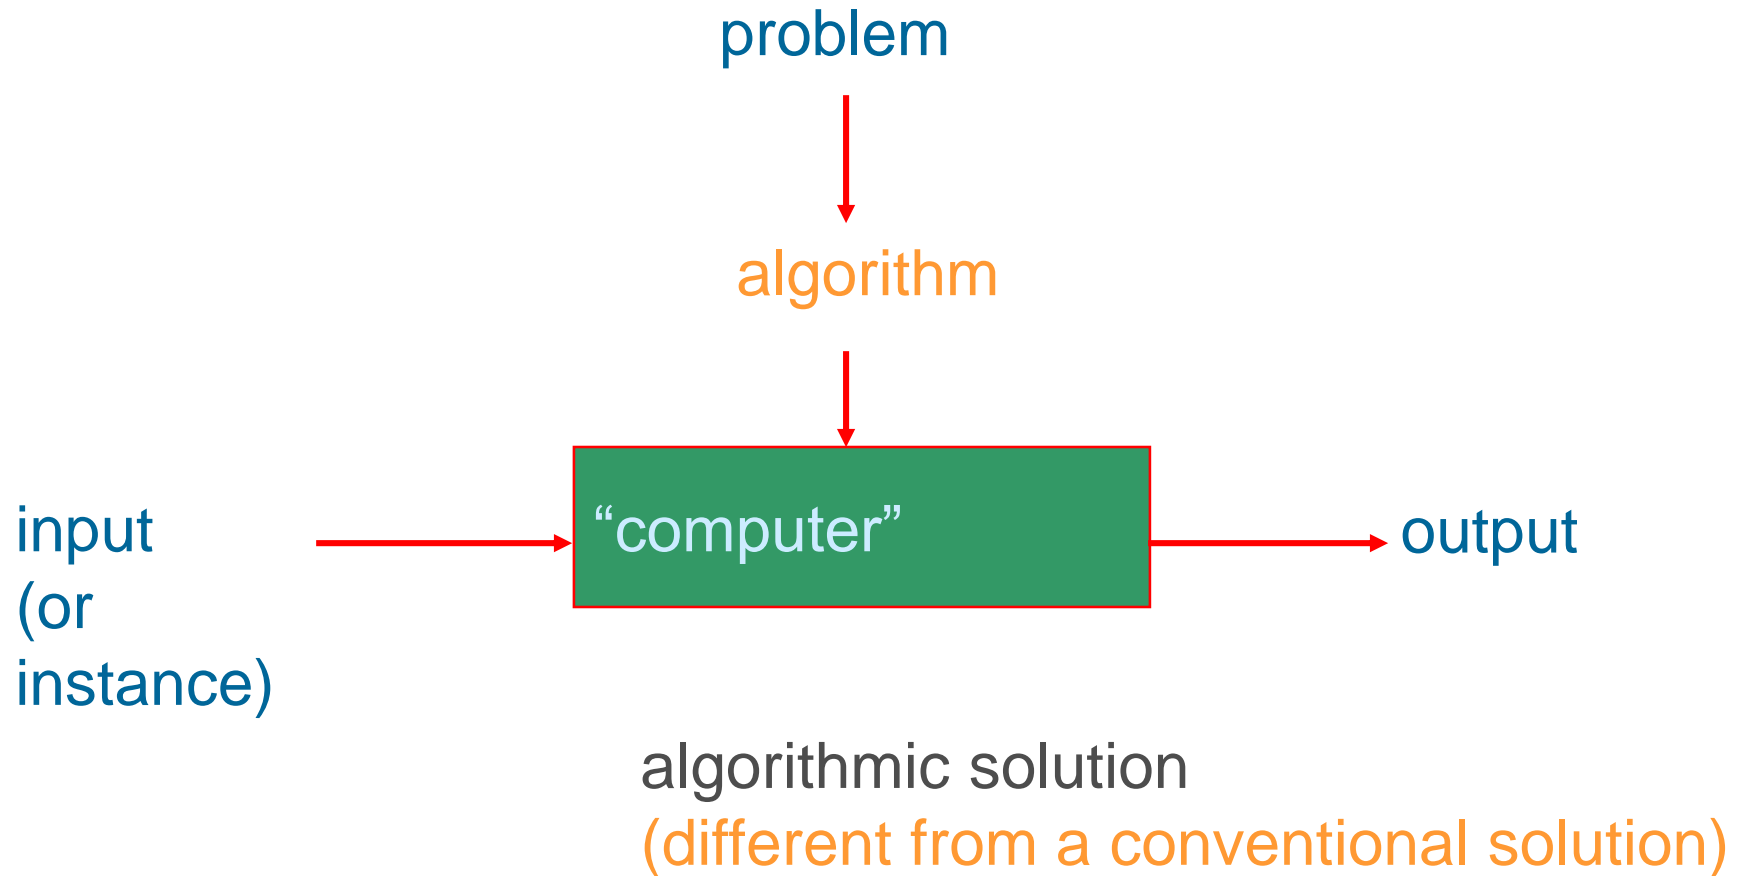 problem
algorithm
“computer”
input
(or
instance)
output
algorithmic solution
(different from a conventional solution)